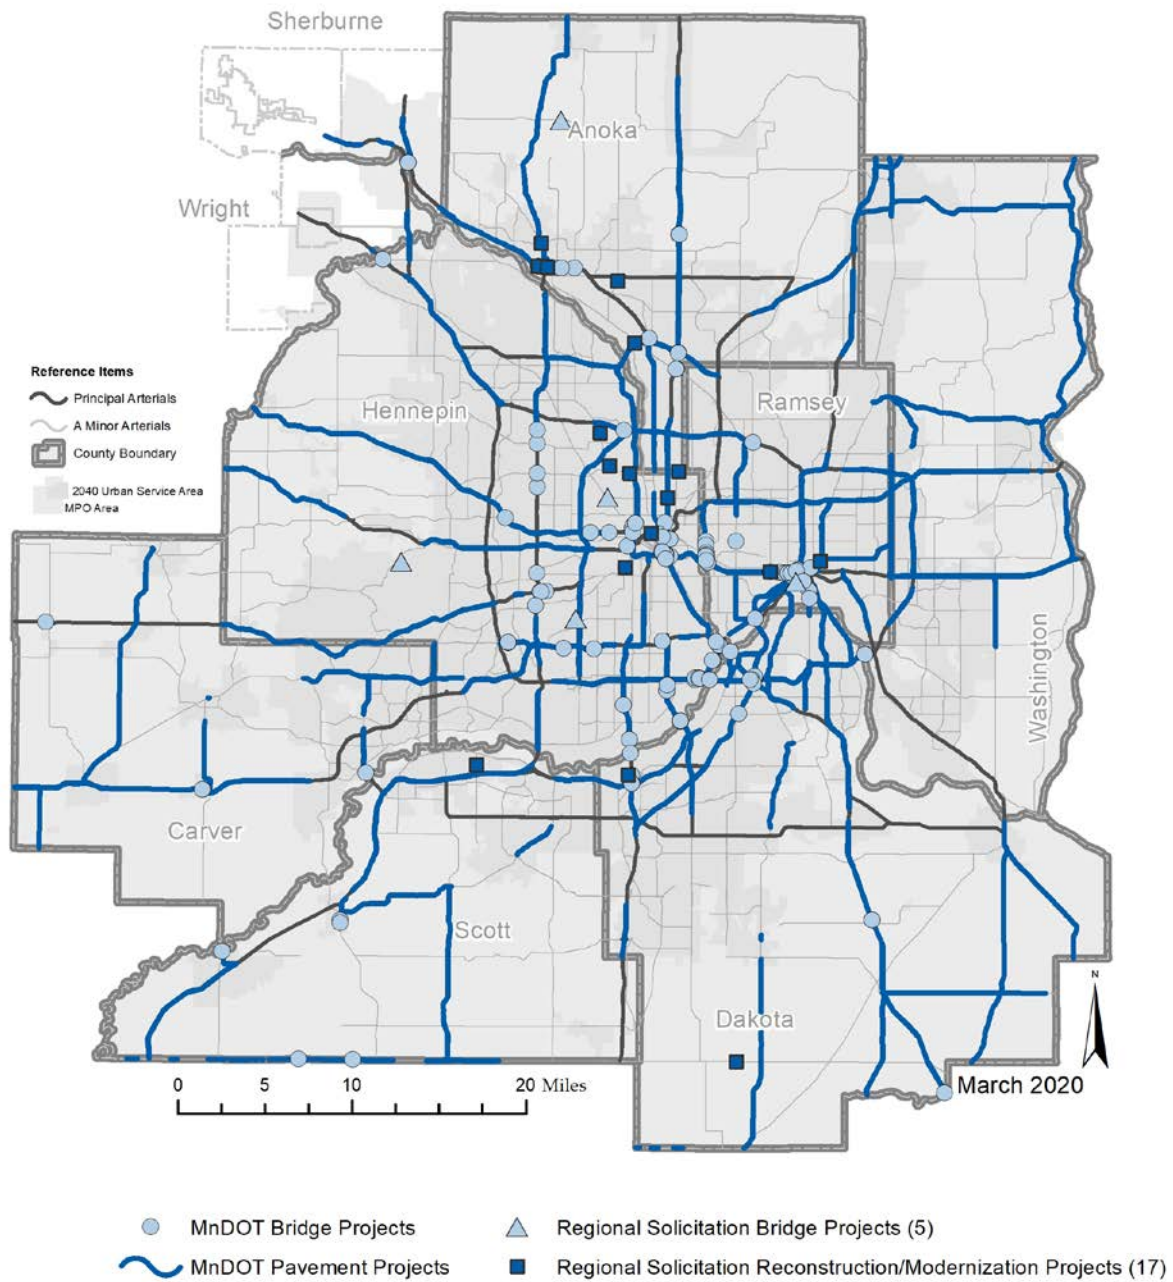 Sherburne
Anoka
Wright
Reference Items
Principal Arterials
A Minor Arterials
County Boundary
2040 Urban Service Area
MPO Area
Hennepin
Ramsey
Washington
Carver
Scott
Dakota
N
0 5 10 20 Miles
March 2020
MnDOT Bridge Projects
Regional Solicitation Bridge Projects (5)
MnDOT Pavement Projects
Regional Solicitation Reconstruction/Modernization Projects (17)